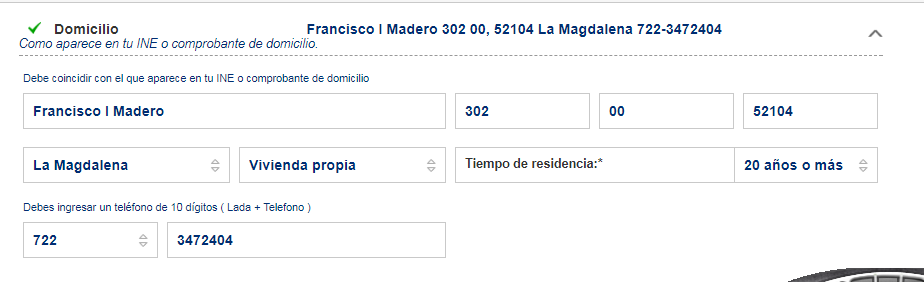 Domicilio Francisco I Madero 302 00, 52104 La Magdalena 722-3472404
Como aparece en tu INE o comprobante de domicilio.
Debe coincidir con el que aparece en tu INE o comprobante de domicilio
Francisco I Madero 302 00 52104
La Magdalena Vivienda propia Tiempo de residencia:* 20 años o más
Debes ingresar un teléfono de 10 dígitos ( Lada + Telefono )
722 3472404